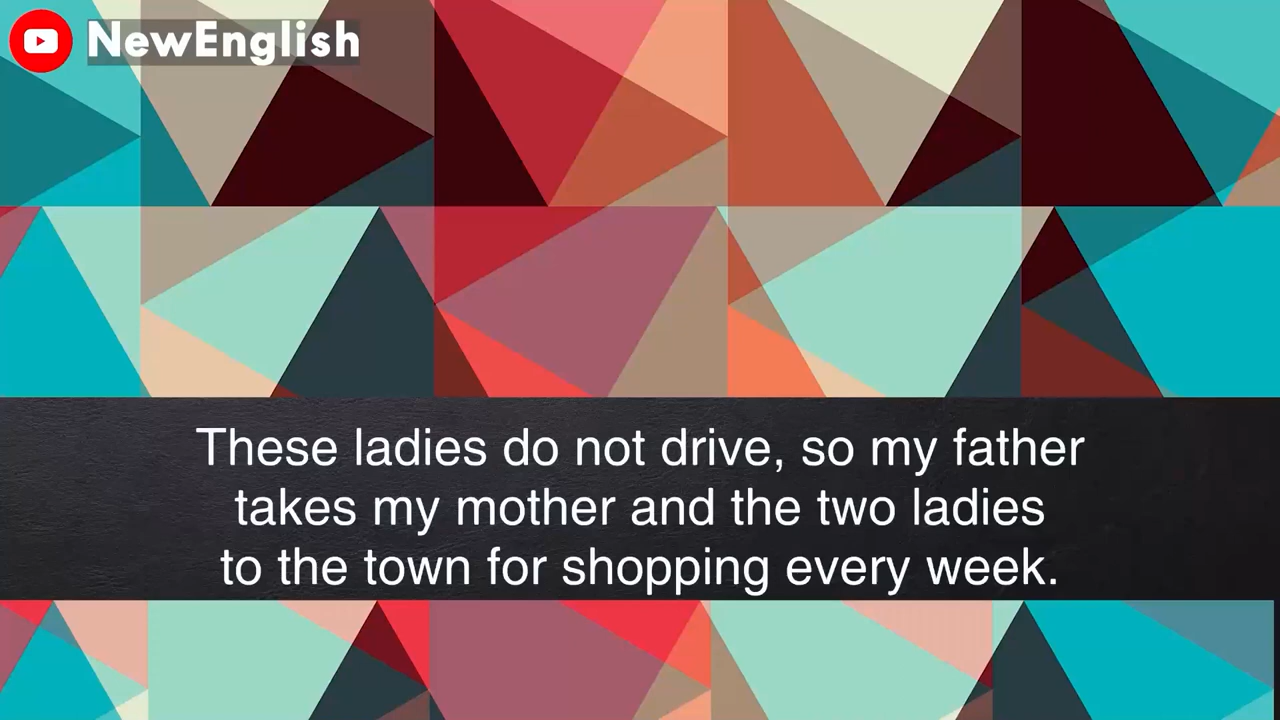 NewEnglish
These ladies do not drive, so my father
takes my mother and the two ladies
to the town for shopping every week.